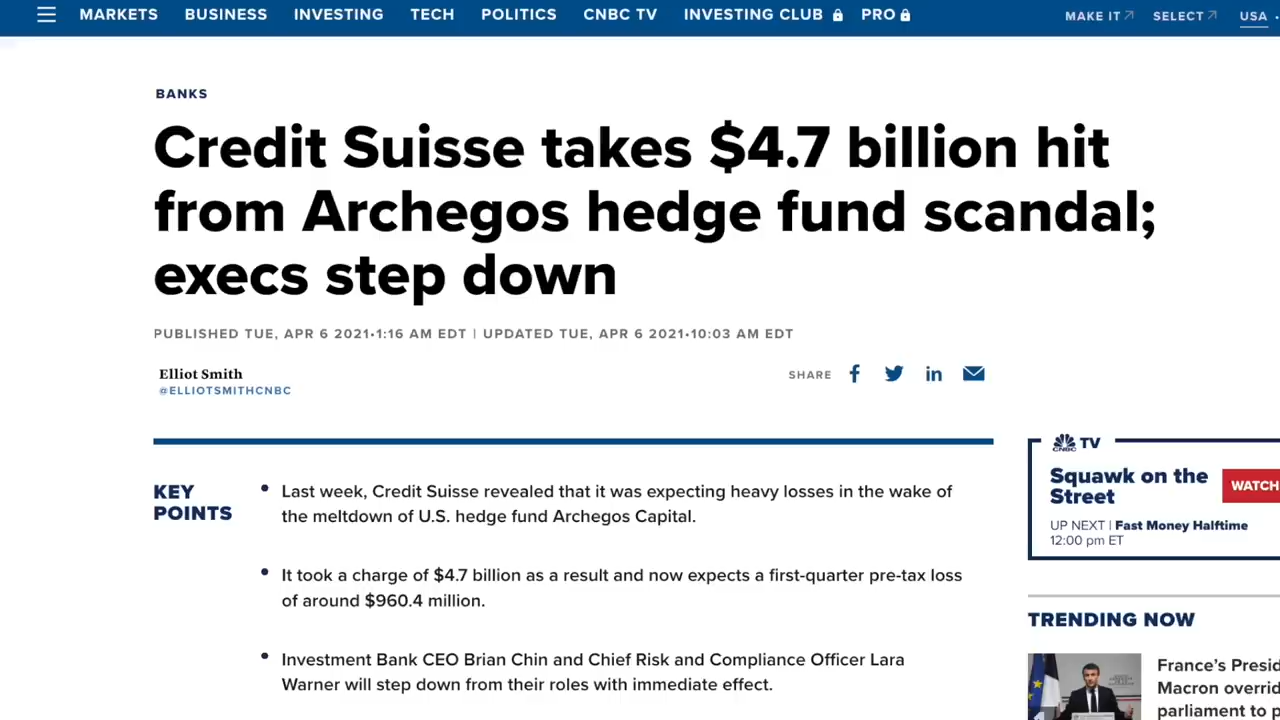 MARKETS BUSINESS INVESTING TECH POLITICS CNBC TV INVESTING CLUB PRO MAKE IT SELECT USA
BANKS
Credit Suisse takes $4.7 billion hit
from Archegos hedge fund scandal;
execs step down
PUBLISHED TUE, APR 6 2021•1:16 AM EDT | UPDATED TUE, APR 6 2021•10:03 AM EDT
Elliot Smith
@ELLIOTSMITHCNBC
SHARE
KEY
POINTS
• Last week, Credit Suisse revealed that it was expecting heavy losses in the wake of
the meltdown of U.S. hedge fund Archegos Capital.
• It took a charge of $4.7 billion as a result and now expects a first-quarter pre-tax loss
of around $960.4 million.
• Investment Bank CEO Brian Chin and Chief Risk and Compliance Officer Lara
Warner will step down from their roles with immediate effect.
CNBC TV
Squawk on the
Street
WATCH
UP NEXT | Fast Money Halftime
12:00 pm ET
TRENDING NOW
France's Presid
Macron overrid
parliament to p